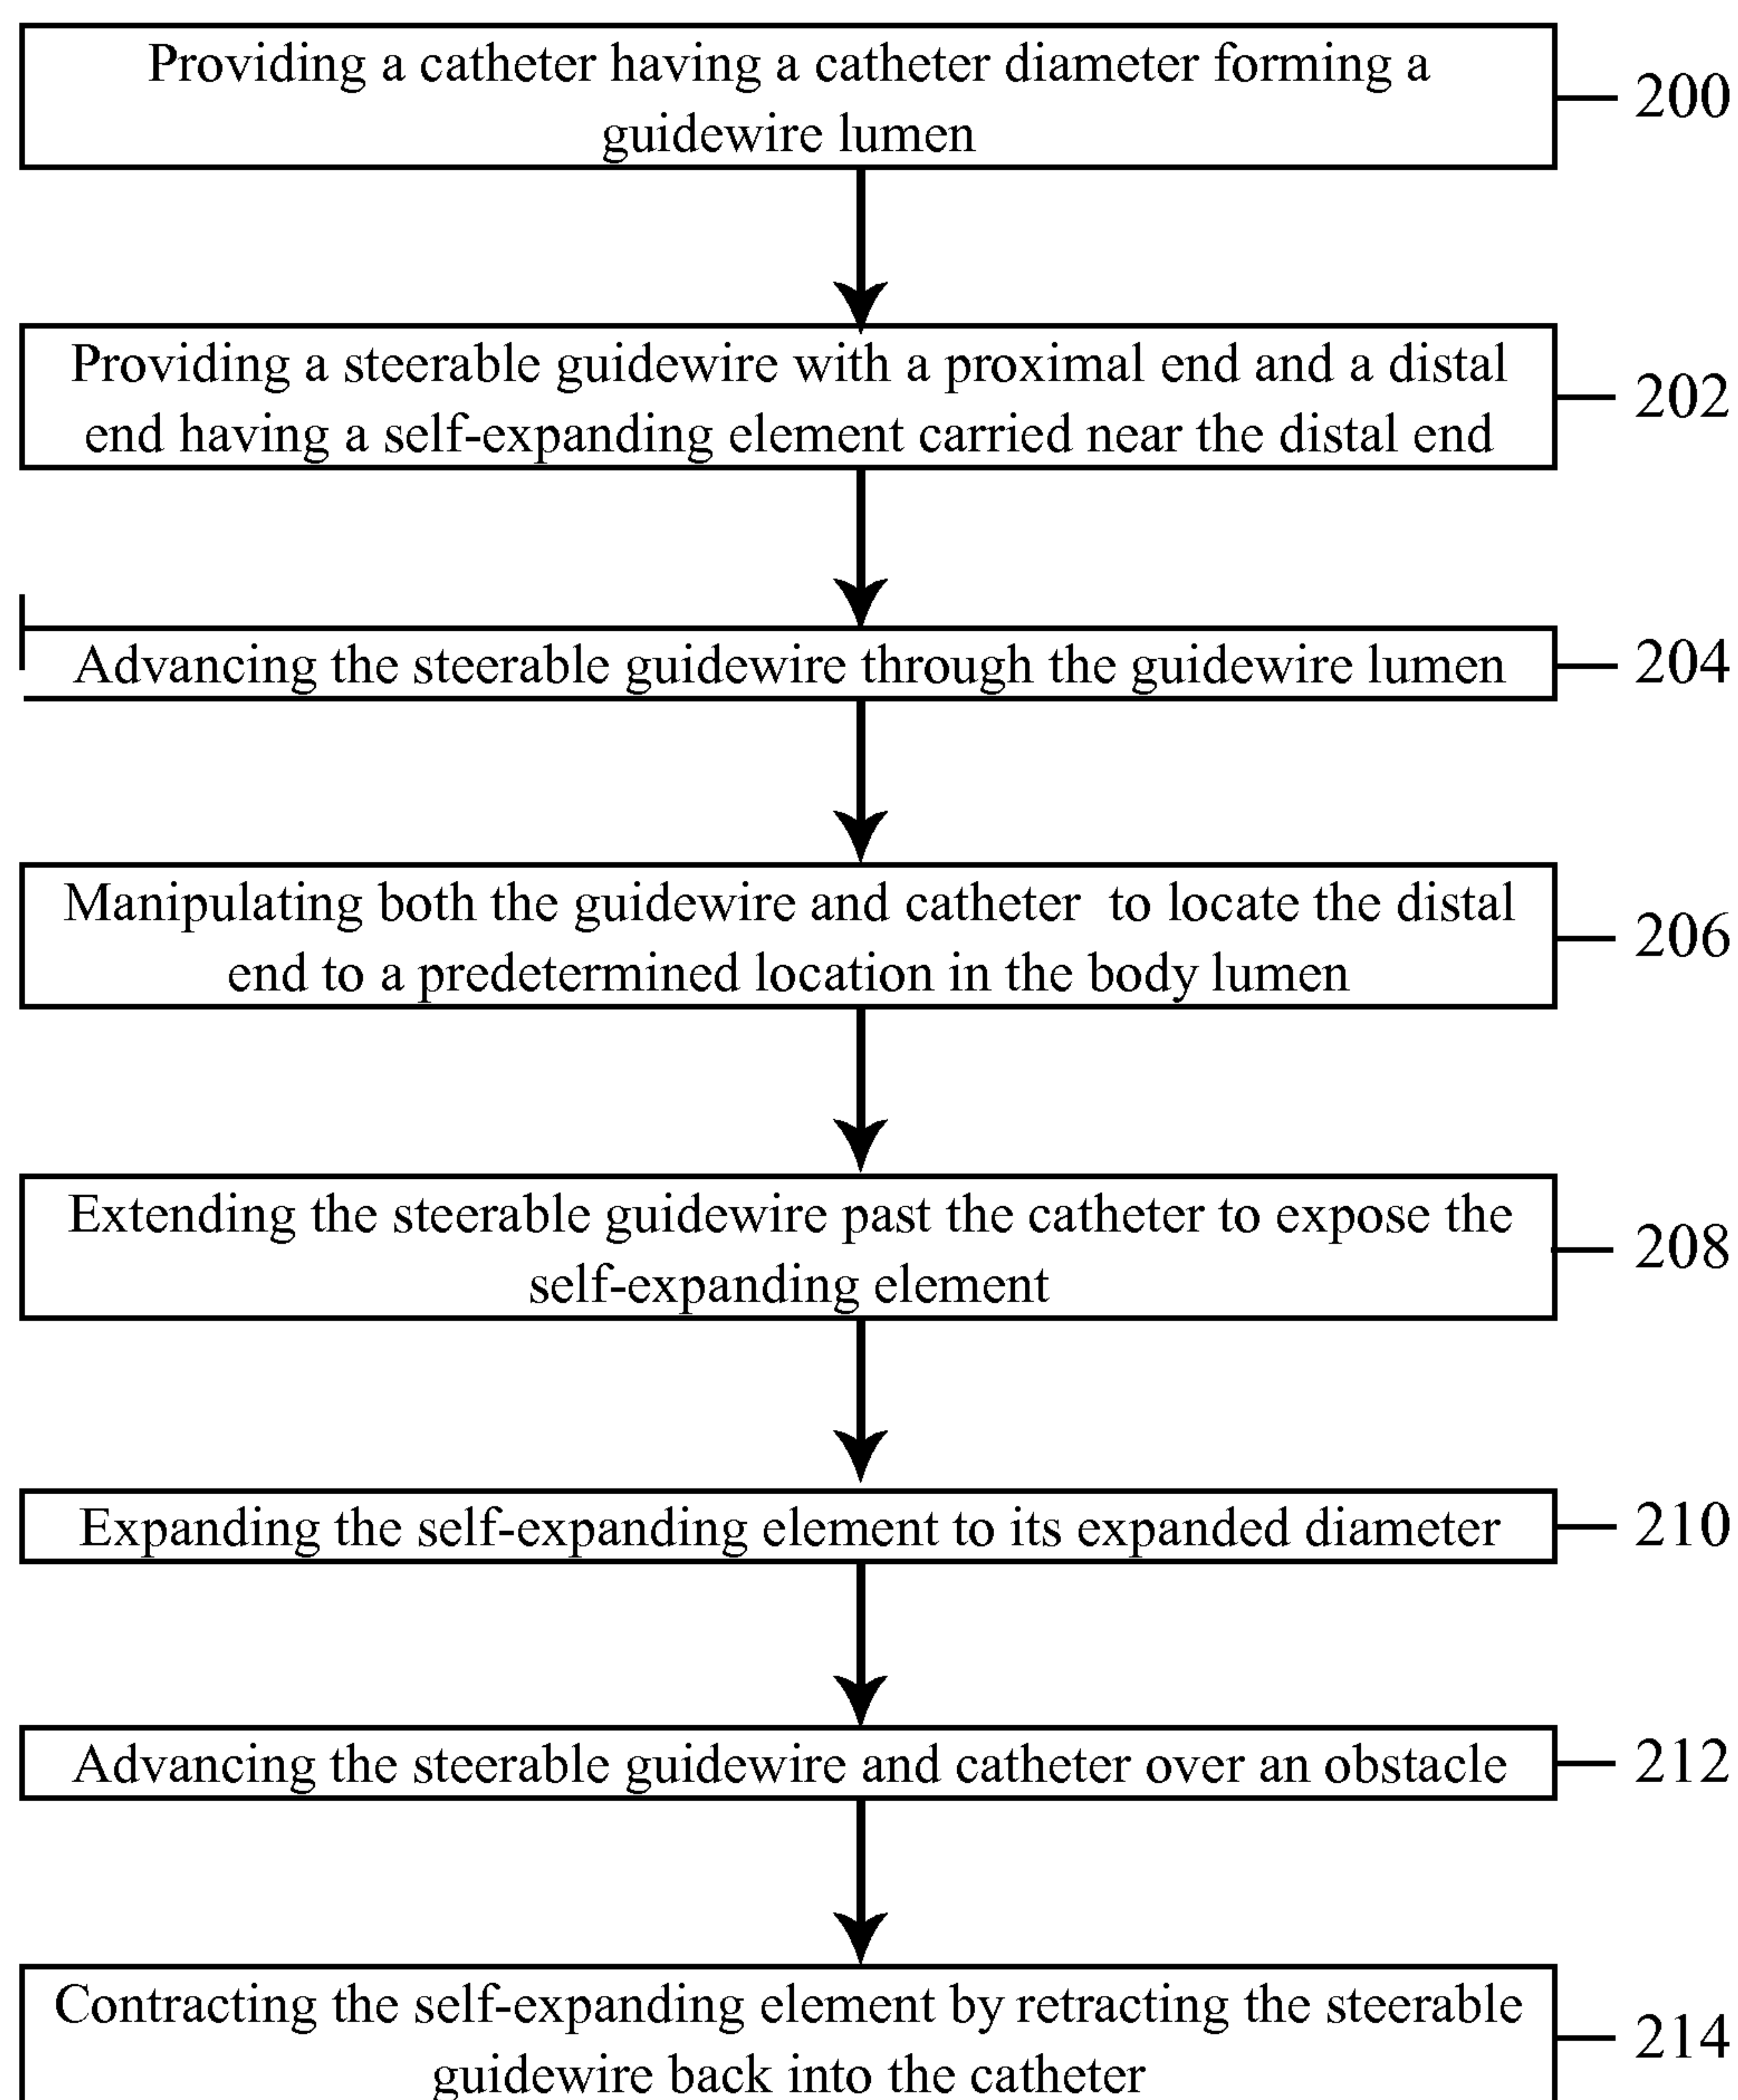 Providing a catheter having a catheter diameter forming a
guidewire lumen
200
Providing a steerable guidewire with a proximal end and a distal
end having a self-expanding element carried near the distal end
202
Advancing the steerable guidewire through the guidewire lumen
204
Manipulating both the guidewire and catheter to locate the distal
end to a predetermined location in the body lumen
206
Extending the steerable guidewire past the catheter to expose the
self-expanding element
208
Expanding the self-expanding element to its expanded diameter
210
Advancing the steerable guidewire and catheter over an obstacle
212
Contracting the self-expanding element by retracting the steerable
guidewire back into the catheter
214